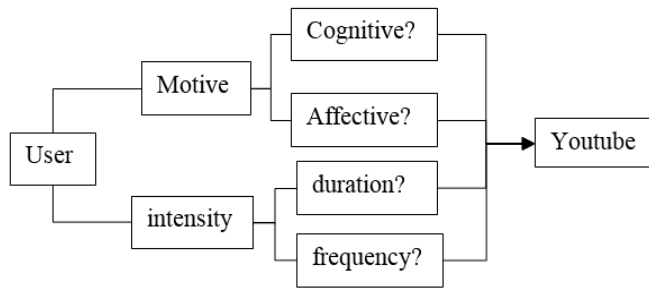 Cognitive?
Motive
Affective?
User
Youtube
duration?
intensity
frequency?